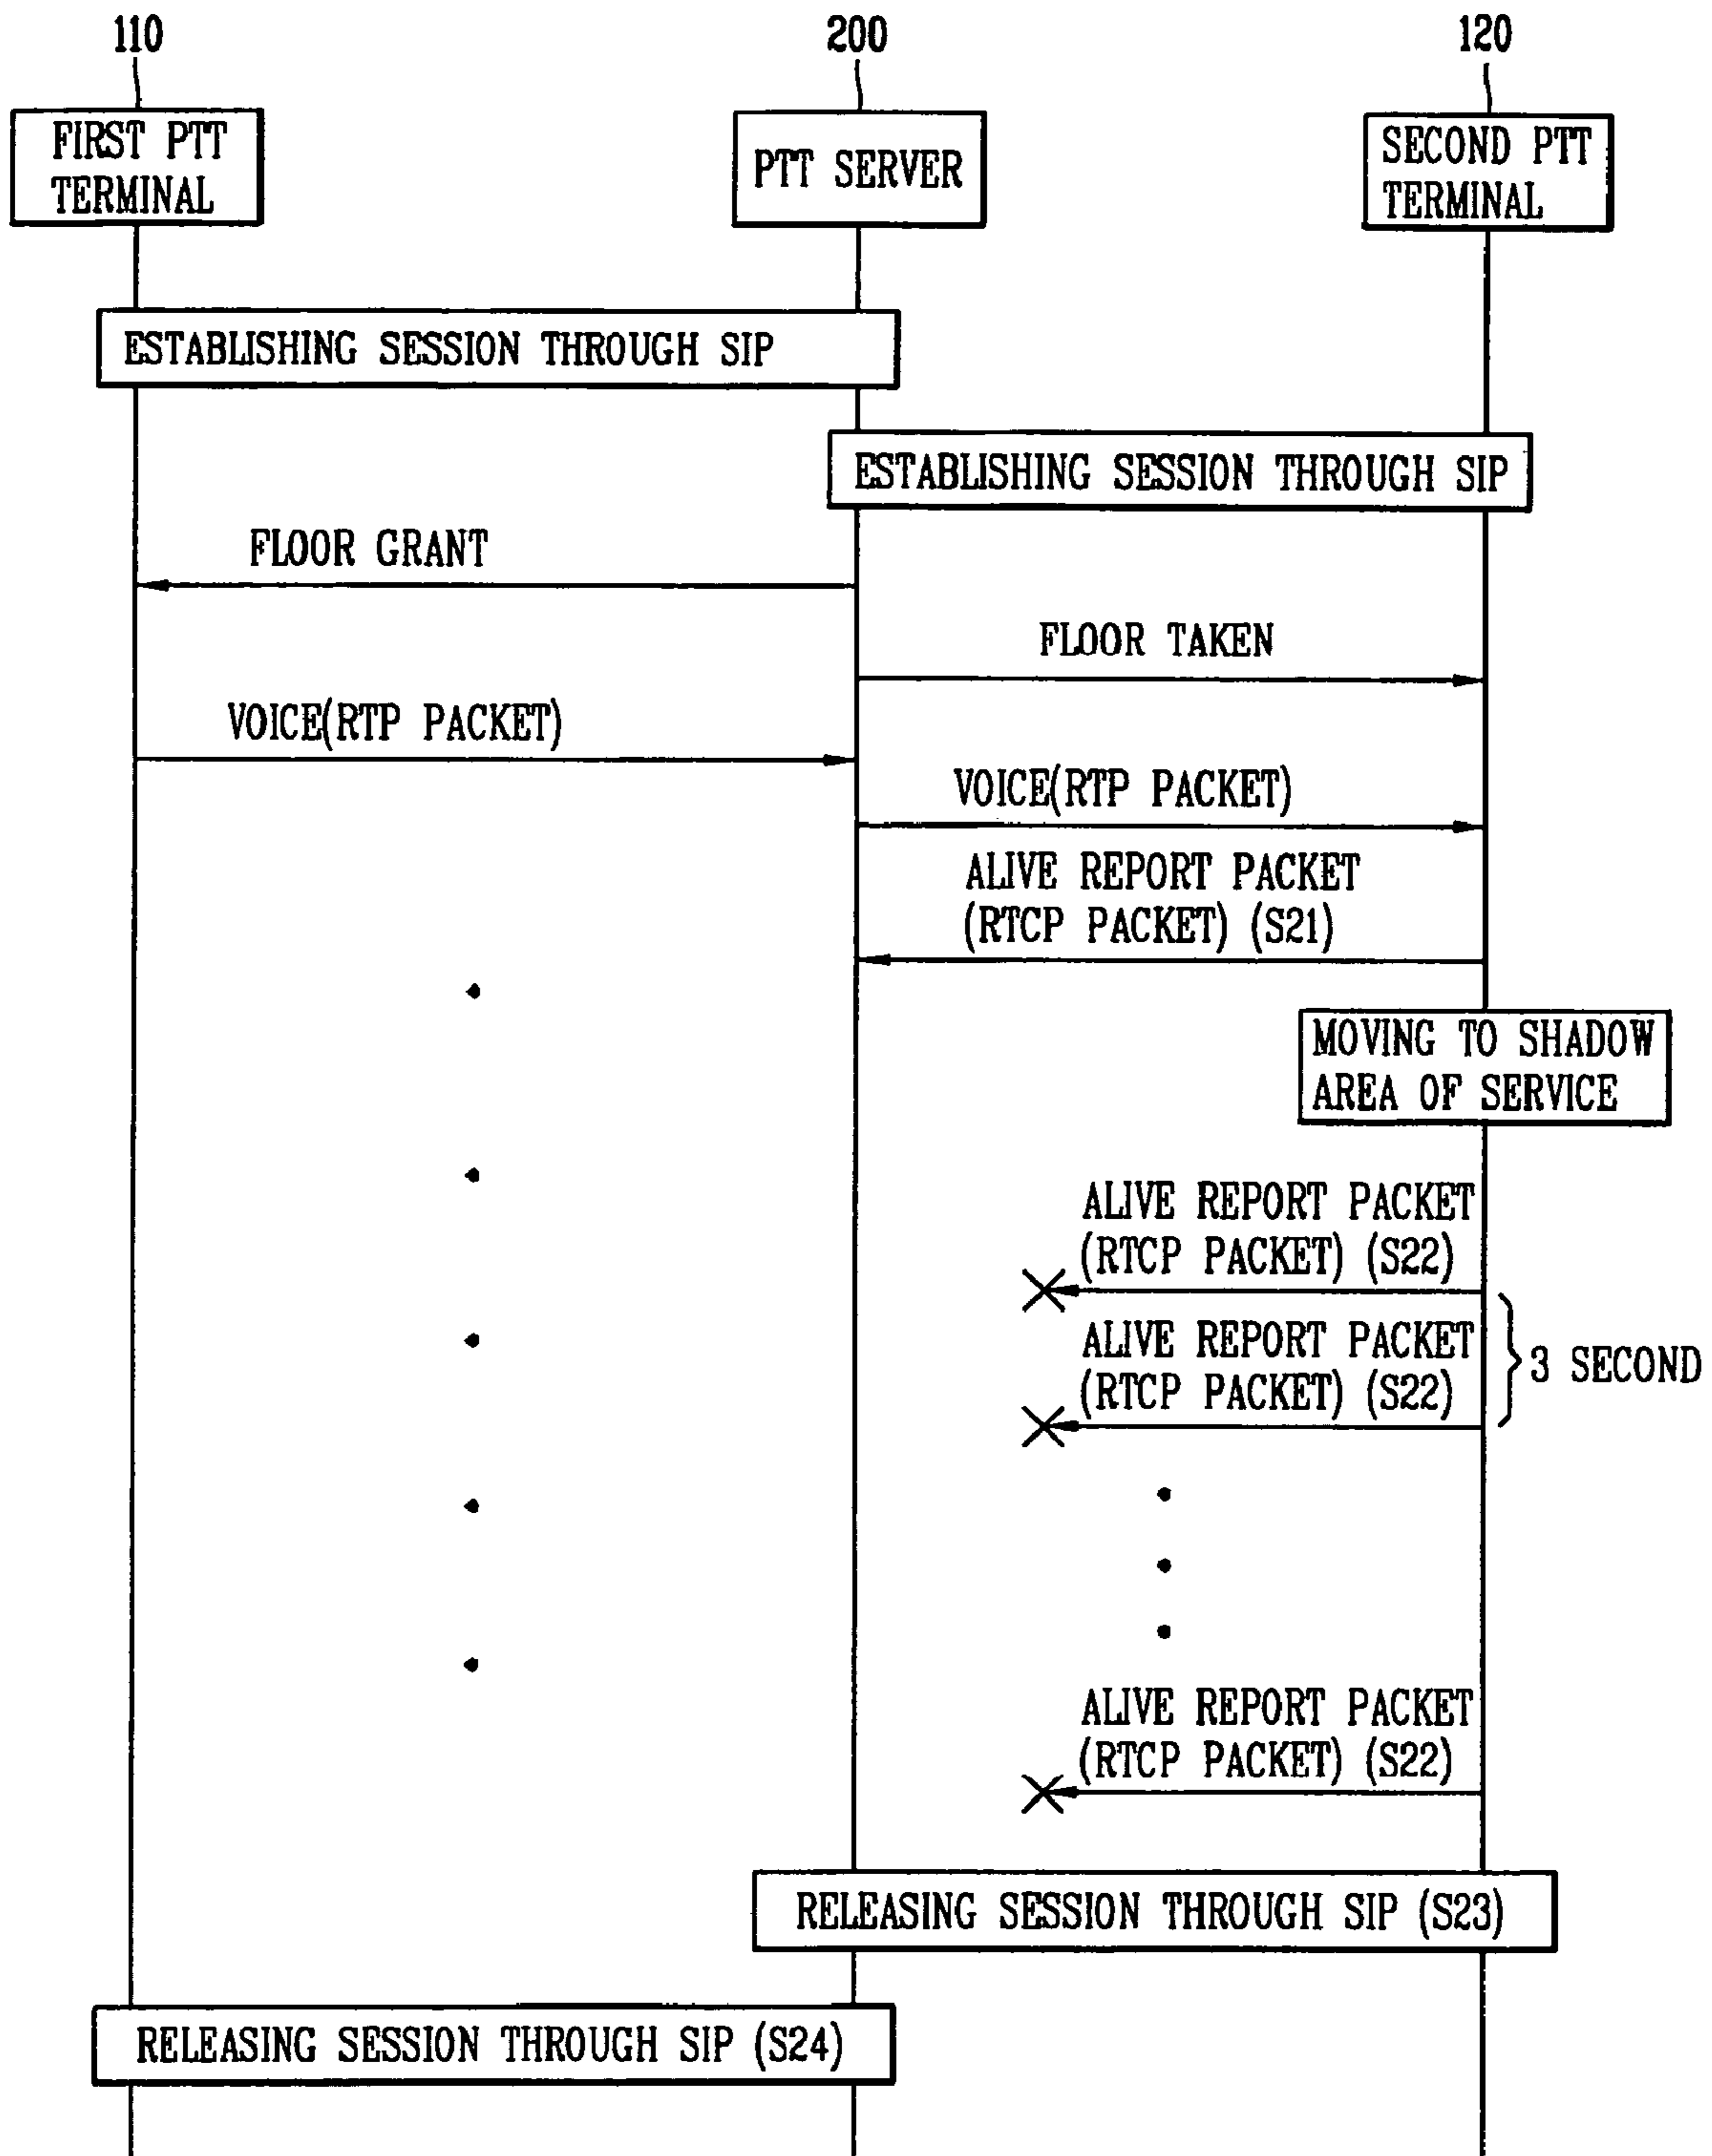 110
200
120
FIRST PTT
TERMINAL
PTT SERVER
SECOND PTT
TERMINAL
ESTABLISHING SESSION THROUGH SIP
ESTABLISHING SESSION THROUGH SIP
FLOOR GRANT
FLOOR TAKEN
VOICE(RTP PACKET)
VOICE(RTP PACKET)
ALIVE REPORT PACKET
(RTCP PACKET) (S21)
MOVING TO SHADOW
AREA OF SERVICE
ALIVE REPORT PACKET
(RTCP PACKET) (S22)
ALIVE REPORT PACKET
(RTCP PACKET) (S22)
3 SECOND
ALIVE REPORT PACKET
(RTCP PACKET) (S22)
RELEASING SESSION THROUGH SIP (S23)
RELEASING SESSION THROUGH SIP (S24)